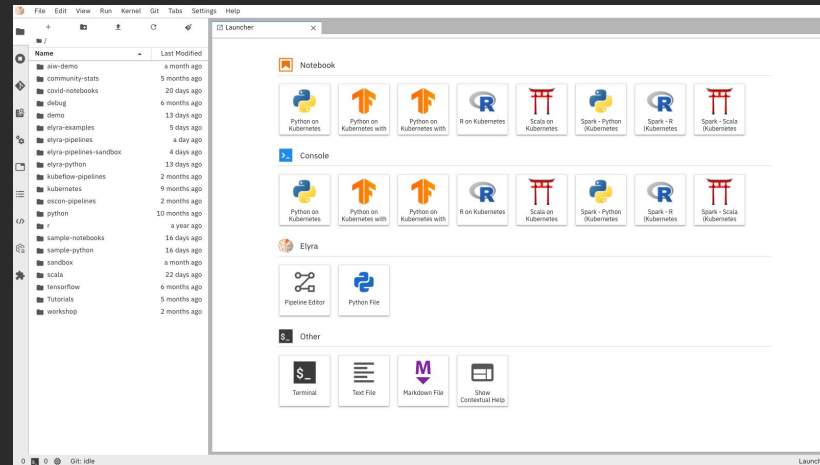 File Edit View Run Kernel Git Tabs Settings Help
/
Name Last Modified
aiw-demo a month ago
community-stats 5 months ago
covid-notebooks 20 days ago
debug 6 months ago
demo 13 days ago
elyra-examples 5 days ago
elyra-pipelines a day ago
elyra-pipelines-sandbox 4 days ago
elyra-python 13 days ago
kubeflow-pipelines 2 months ago
kubernetes 9 months ago
oscon-pipelines 2 months ago
python 10 months ago
r a year ago
sample-notebooks 16 days ago
sample-python 16 days ago
sandbox a month ago
scala 22 days ago
tensorflow 6 months ago
Tutorials 5 months ago
workshop 2 months ago
Launcher
Notebook
Python on Kubernetes
Python on Kubernetes with
Python on Kubernetes with
R on Kubernetes
Scala on Kubernetes
Spark - Python (Kubernetes
Spark - R (Kubernetes
Spark - Scala (Kubernetes
Console
Python on Kubernetes
Python on Kubernetes with
Python on Kubernetes with
R on Kubernetes
Scala on Kubernetes
Spark - Python (Kubernetes
Spark - R (Kubernetes
Spark - Scala (Kubernetes
Elyra
Pipeline Editor
Python File
$_ Other
$_
M
Terminal
Text File
Markdown File
Show Contextual Help
0 0 Git: idle
Launch